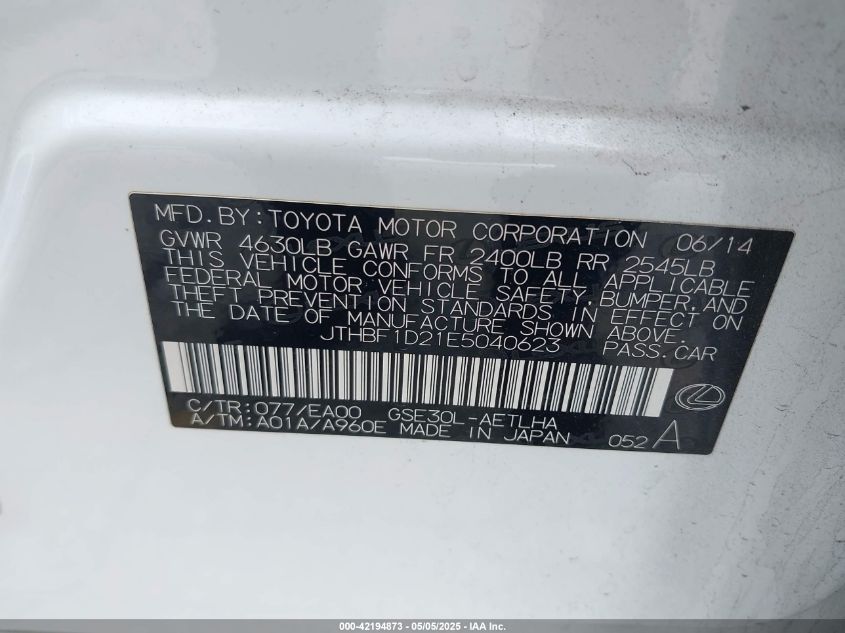 MFD.BY:TOYOTA MOTOR CORPORATION 06/14
GVWR 4630LB GAWR FR 2400LB RR 2545LB
THIS VEHICLE CONFORMS TO ALL APPLICABLE
FEDERAL MOTOR VEHICLE SAFETY,BUMPER,AND
THEFT PREVENTION STANDARDS IN EFFECT ON
THE DATE OF MANUFACTURE SHOWN ABOVE.
JTHBF1D21E5040623 PASS.CAR
C/TR:077/EA00 GSE30L-AETLHA
A/TM:A01A/A960E MADE IN JAPAN 052 A
000-42194873 - 05/05/2025 - IAA Inc.